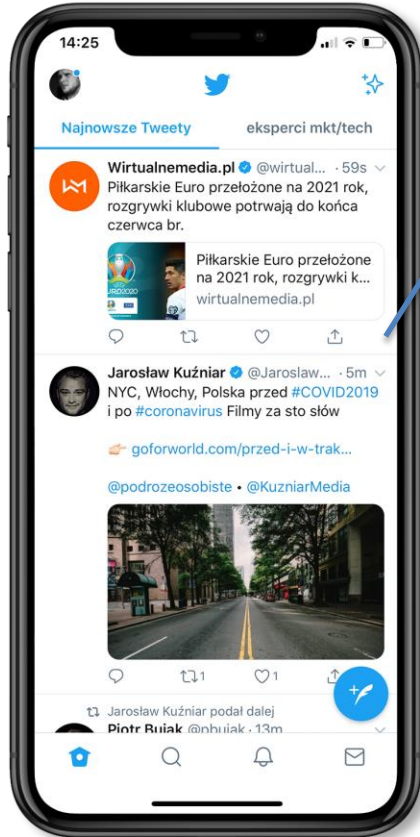 14:25
Najnowsze Tweety
eksperci mkt/tech
Wirtualnemedia.pl @wirtual... · 59s
Piłkarskie Euro przełożone na 2021 rok,
rozgrywki klubowe potrwają do końca
czerwca br.
EURO2020
Piłkarskie Euro przełożone
na 2021 rok, rozgrywki k...
wirtualnemedia.pl
Jarosław Kuźniar @Jaroslaw... · 5m
NYC, Włochy, Polska przed #COVID2019
i po #coronavirus Filmy za sto słów
goforworld.com/przed-i-w-trak...
@podrozeosobiste • @KuzniarMedia
1
1
Jarosław Kuźniar podał dalej
Piotr Bujak @pbujak · 13m